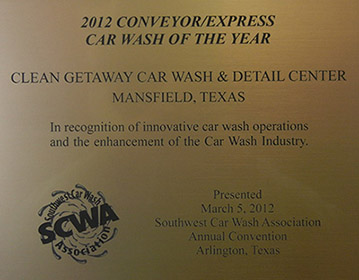 2012 CONVEYOR/EXPRESS
CAR WASH OF THE YEAR
CLEAN GETAWAY CAR WASH & DETAIL CENTER
MANSFIELD, TEXAS
In recognition of innovative car wash operations
and the enhancement of the Car Wash Industry.
Southwest Car Wash
SCWA
Association
Presented
March 5, 2012
Southwest Car Wash Association
Annual Convention
Arlington, Texas